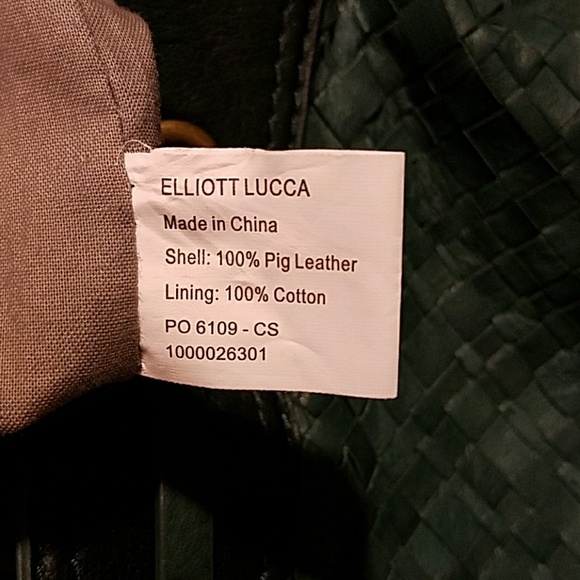 ELLIOTT LUCCA
Made in China
Shell: 100% Pig Leather
Lining: 100% Cotton
PO 6109 - CS
1000026301